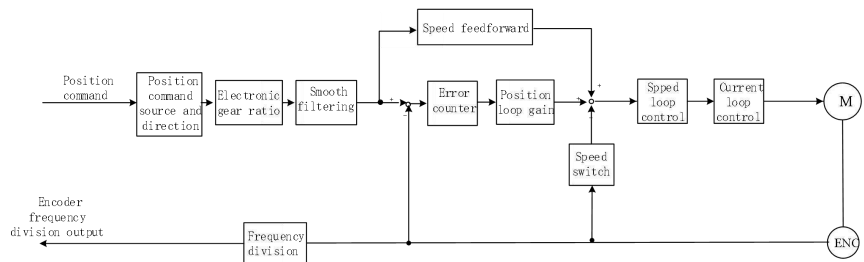 Speed feedforward
Position
command
Position
command
source and
direction
Electronic
gear ratio
Smooth
filtering
Error
counter
Position
loop gain
Spped
loop
control
Current
loop
control
M
Speed
switch
Encoder
frequency
division output
Frequency
division
ENC